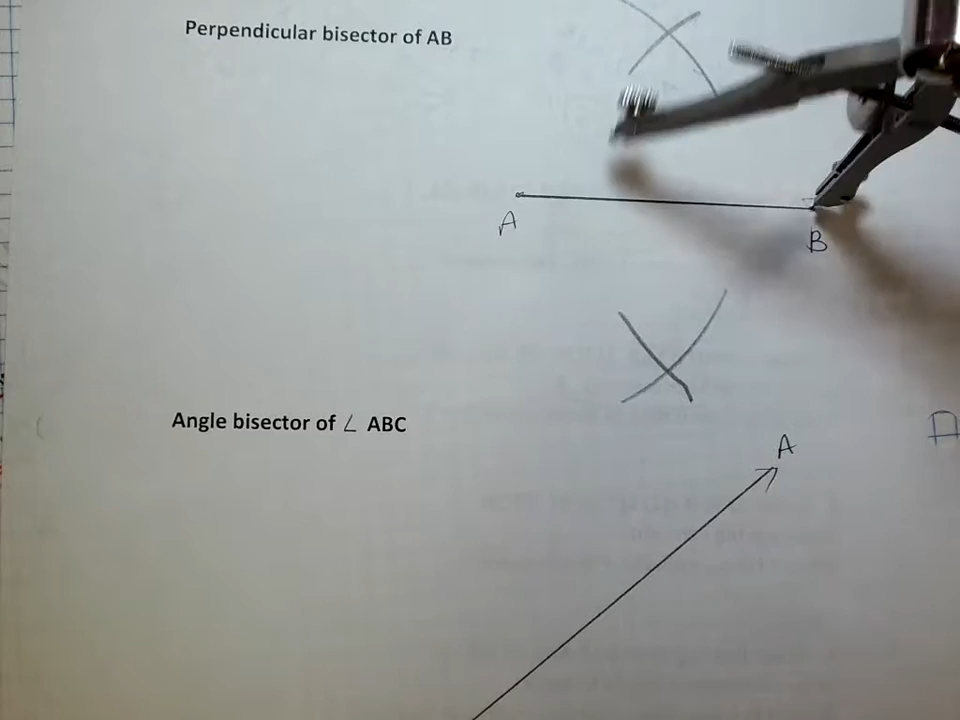 Perpendicular bisector of AB
A
B
Angle bisector of ∠ ABC
A